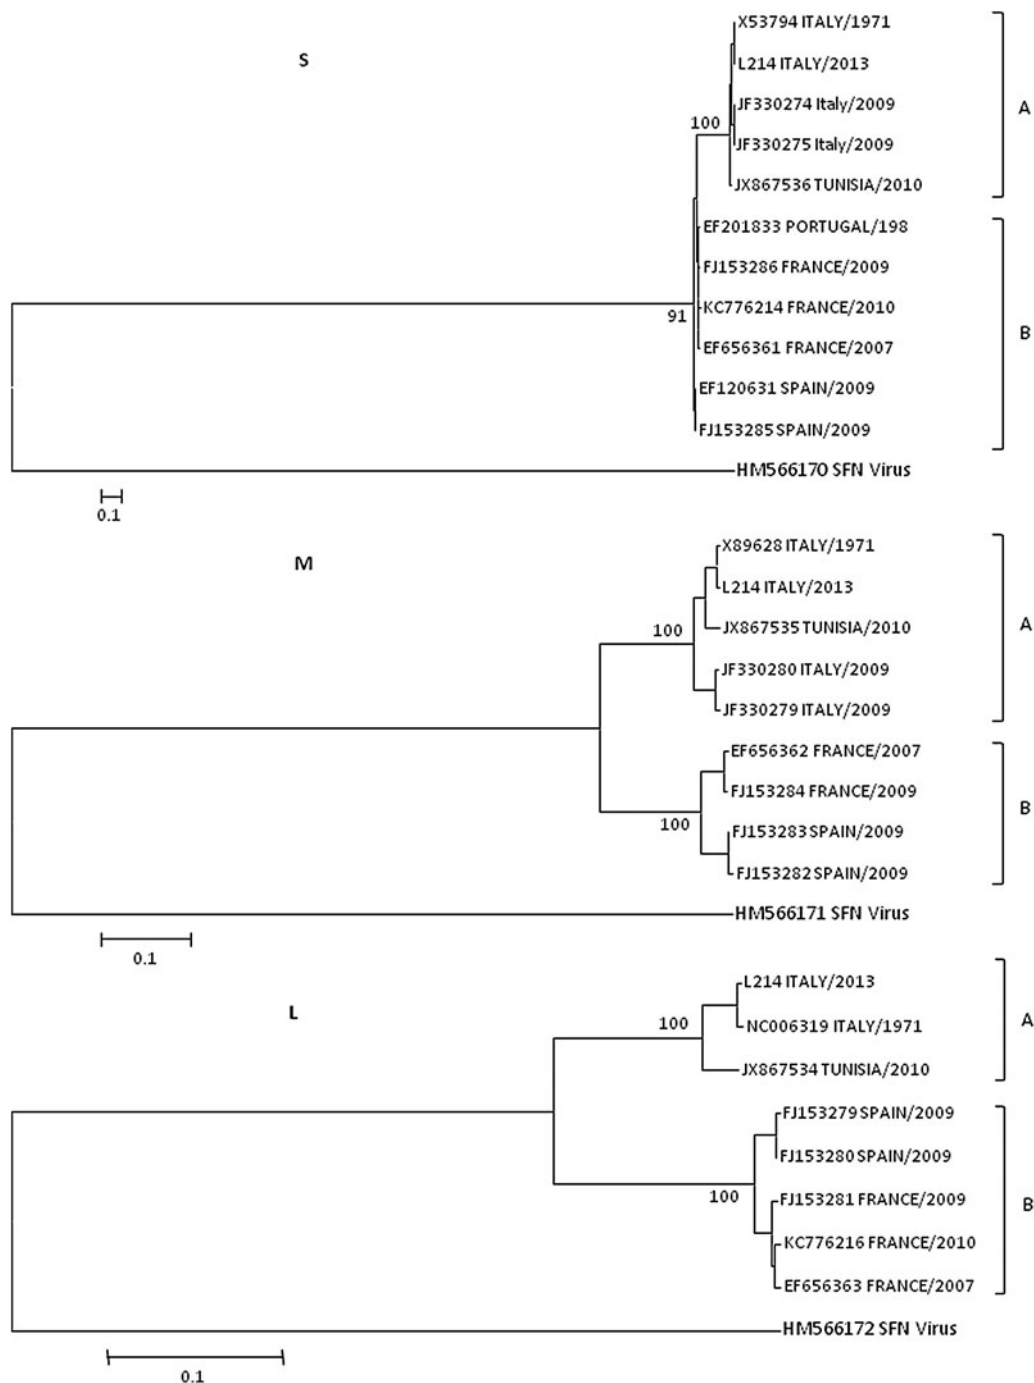 S
X53794 ITALY/1971
L214 ITALY/2013
JF330274 Italy/2009
JF330275 Italy/2009
JX867536 TUNISIA/2010
A
100
EF201833 PORTUGAL/198
FJ153286 FRANCE/2009
KC776214 FRANCE/2010
EF656361 FRANCE/2007
EF120631 SPAIN/2009
FJ153285 SPAIN/2009
B
91
HM566170 SFN Virus
0.1
M
X89628 ITALY/1971
L214 ITALY/2013
JX867535 TUNISIA/2010
JF330280 ITALY/2009
JF330279 ITALY/2009
A
100
EF656362 FRANCE/2007
FJ153284 FRANCE/2009
FJ153283 SPAIN/2009
FJ153282 SPAIN/2009
B
100
HM566171 SFN Virus
0.1
L
L214 ITALY/2013
NC006319 ITALY/1971
JX867534 TUNISIA/2010
A
100
FJ153279 SPAIN/2009
FJ153280 SPAIN/2009
FJ153281 FRANCE/2009
KC776216 FRANCE/2010
EF656363 FRANCE/2007
B
100
HM566172 SFN Virus
0.1